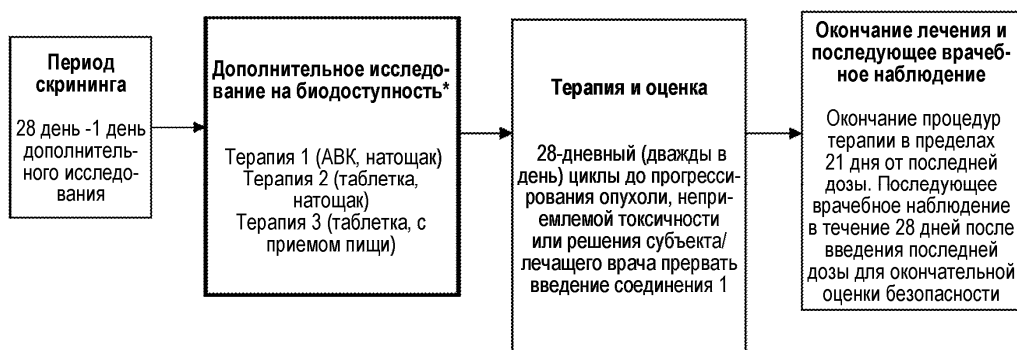 Период
скрининга
28 день -1 день
дополнитель-
ного исследо-
вания
Дополнительное исследо-
вание на биодоступность*
Терапия 1 (АВК, натощак)
Терапия 2 (таблетка,
натощак)
Терапия 3 (таблетка, с
приемом пищи)
Терапия и оценка
28-дневный (дважды в
день) циклы до прогресси-
рования опухоли, непри-
емлемой токсичности
или решения субъекта/
лечащего врача прервать
введение соединения 1
Окончание лечения и
последующее врачеб-
ное наблюдение
Окончание процедур
терапии в пределах
21 дня от последней
дозы. Последующее
врачебное наблюдение
в течение 28 дней после
введения последней
дозы для окончательной
оценки безопасности